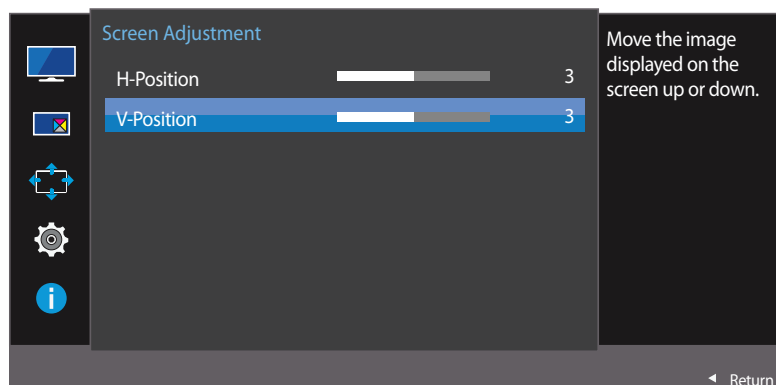 Screen Adjustment
H-Position 3
V-Position 3
Move the image
displayed on the
screen up or down.
i
Return